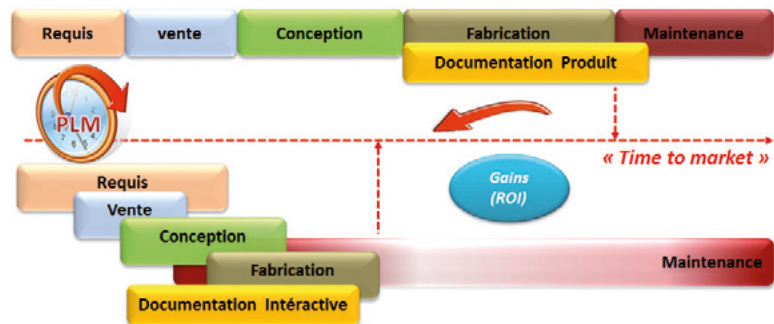 Requis
vente
Conception
Fabrication
Maintenance
Documentation Produit
PLM
« Time to market »
Gains
(ROI)
Requis
Vente
Conception
Fabrication
Maintenance
Documentation Intéractive